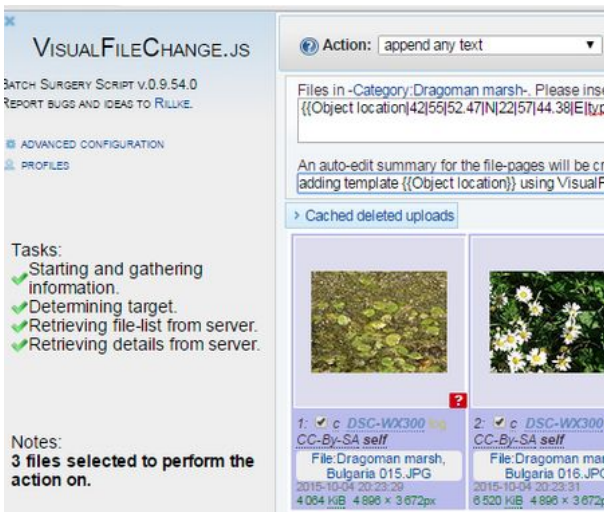 VisualFileChange.js
Batch Surgery Script v.0.9.54.0
Report bugs and ideas to Rillke.
advanced configuration
profiles
Tasks:
Starting and gathering
information.
Determining target.
Retrieving file-list from server.
Retrieving details from server.
Notes:
3 files selected to perform the
action on.
Action: append any text
Files in -Category:Dragoman marsh-. Please
{{Object location|42|55|52.47|N|22|57|44.38|E|
An auto-edit summary for the file-pages will be
adding template {{Object location}} using
Cached deleted uploads
?
1: c DSC-WX300 log
CC-By-SA self
File:Dragoman marsh,
Bulgaria 015.JPG
2015-10-04 20:23:29
4 064 KiB 4 896 × 3 672px
2: c DSC-WX300
CC-By-SA self
File:Dragoman
Bulgaria 016.JPG
2015-10-04 20:23:31
6 520 KiB 4 896 × 3 672px